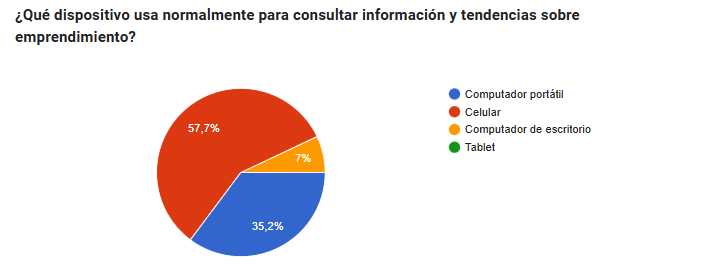 ¿Qué dispositivo usa normalmente para consultar información y tendencias sobre
emprendimiento?
57,7%
7%
35,2%
Computador portátil
Celular
Computador de escritorio
Tablet